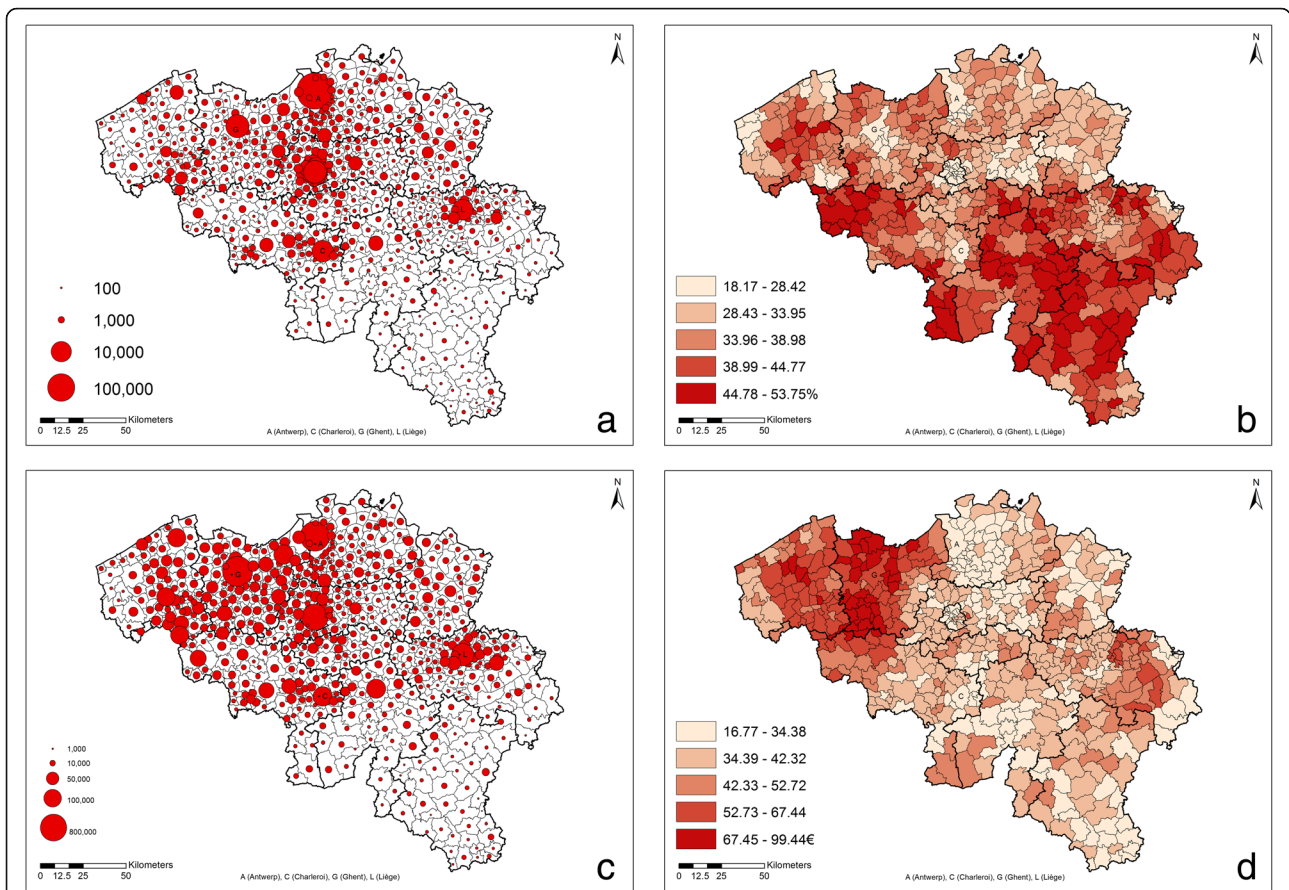 N
A
G
L
C
100
1,000
10,000
100,000
Kilometers
0 12.5 25 50
A (Antwerp), C (Charleroi), G (Ghent), L (Liège)
a
N
A
G
L
C
18.17 - 28.42
28.43 - 33.95
33.96 - 38.98
38.99 - 44.77
44.78 - 53.75%
Kilometers
0 12.5 25 50
A (Antwerp), C (Charleroi), G (Ghent), L (Liège)
b
N
A
G
L
C
1,000
10,000
50,000
100,000
800,000
Kilometers
0 12.5 25 50
A (Antwerp), C (Charleroi), G (Ghent), L (Liège)
c
N
G
C
16.77 - 34.38
34.39 - 42.32
42.33 - 52.72
52.73 - 67.44
67.45 - 99.44€
Kilometers
0 12.5 25 50
A (Antwerp), C (Charleroi), G (Ghent), L (Liège)
d